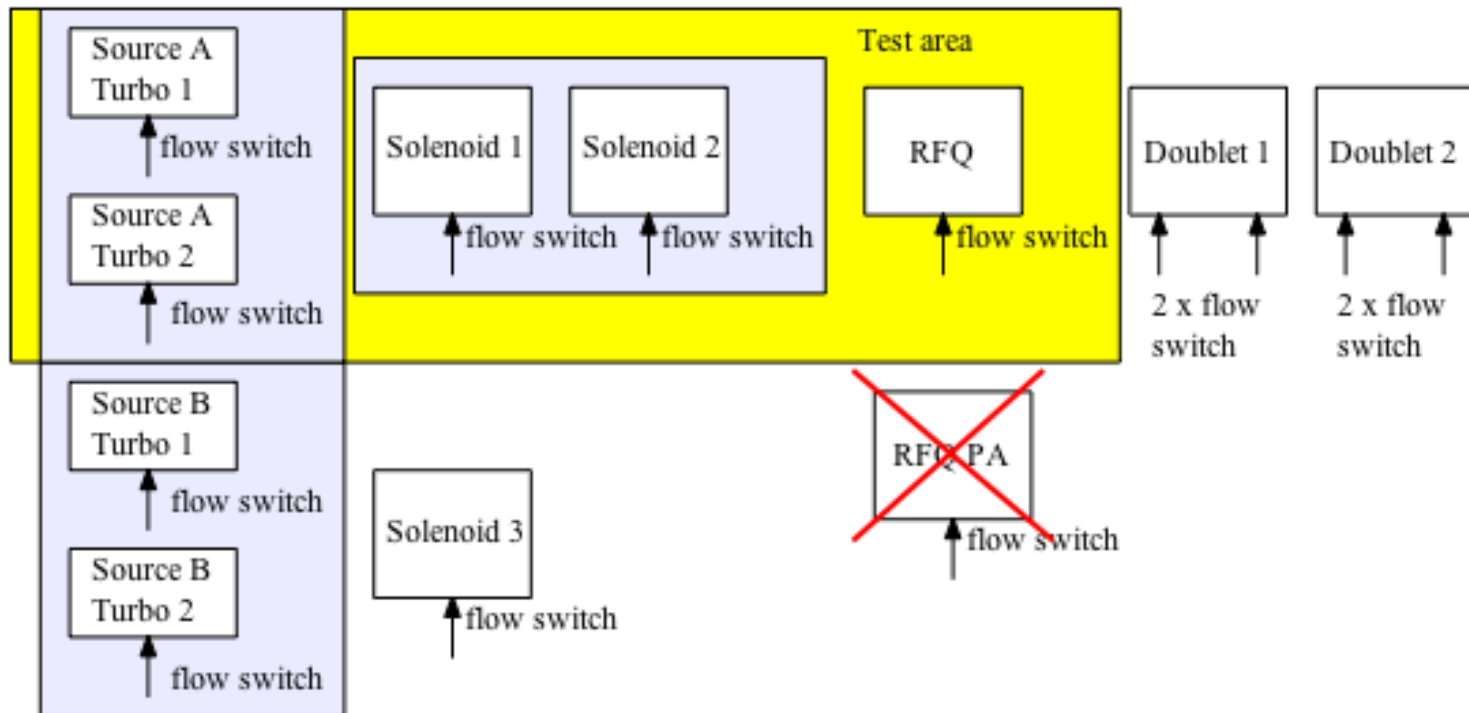 Source A
Turbo 1
flow switch
Source A
Turbo 2
flow switch
Solenoid 1
flow switch
Solenoid 2
flow switch
Test area
RFQ
flow switch
Doublet 1
2 x flow
switch
Doublet 2
2 x flow
switch
Source B
Turbo 1
flow switch
Source B
Turbo 2
flow switch
Solenoid 3
flow switch
RFQ PA
flow switch